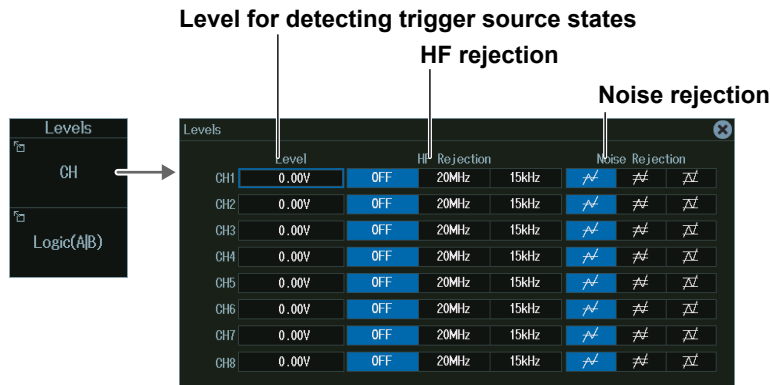 Level for detecting trigger source states
HF rejection
Noise rejection
Levels
CH
Logic(A|B)
Levels
Level HF Rejection Noise Rejection
CH1 0.00V OFF 20MHz 15kHz
CH2 0.00V OFF 20MHz 15kHz
CH3 0.00V OFF 20MHz 15kHz
CH4 0.00V OFF 20MHz 15kHz
CH5 0.00V OFF 20MHz 15kHz
CH6 0.00V OFF 20MHz 15kHz
CH7 0.00V OFF 20MHz 15kHz
CH8 0.00V OFF 20MHz 15kHz